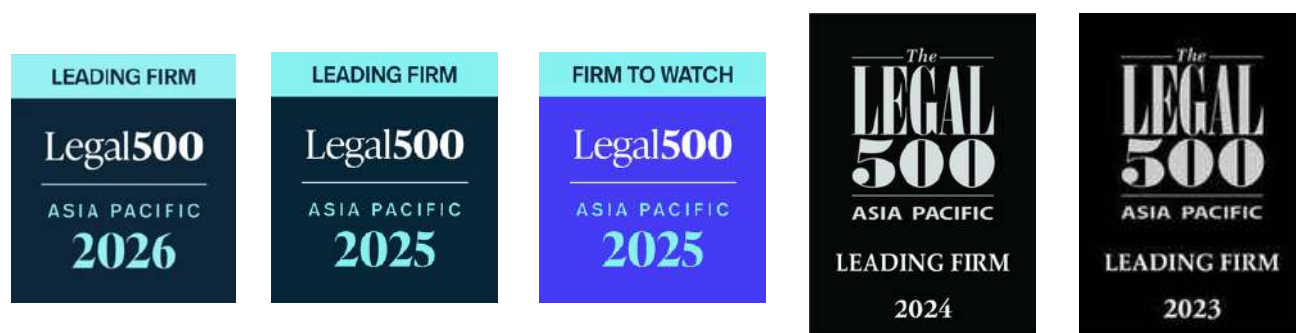 LEADING FIRM
Legal500
ASIA PACIFIC
2026
LEADING FIRM
Legal500
ASIA PACIFIC
2025
FIRM TO WATCH
Legal500
ASIA PACIFIC
2025
The
LEGAL
500
ASIA PACIFIC
LEADING FIRM
2024
The
LEGAL
500
ASIA PACIFIC
LEADING FIRM
2023